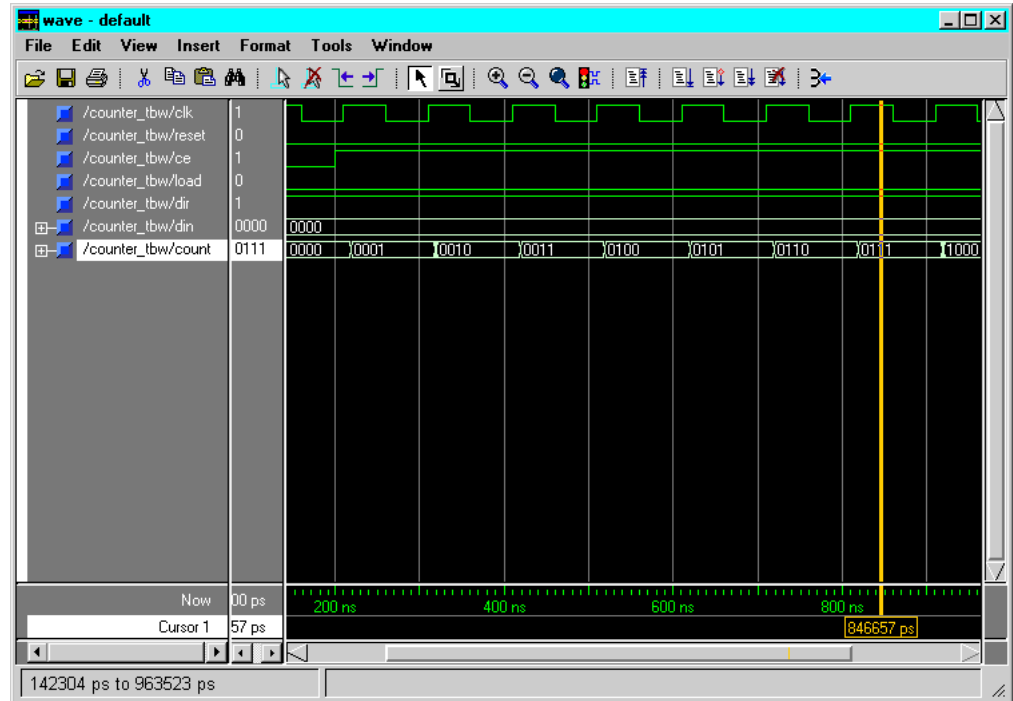 wave - default
File Edit View Insert Format Tools Window
/counter_tbw/clk 1
/counter_tbw/reset 0
/counter_tbw/ce 1
/counter_tbw/load 0
/counter_tbw/dir 1
/counter_tbw/din 0000 0000
/counter_tbw/count 0111 0000 0001 0010 0011 0100 0101 0110 0111 1000
Now 00 ps 200 ns 400 ns 600 ns 800 ns
Cursor 1 57 ps 846657 ps
142304 ps to 963523 ps